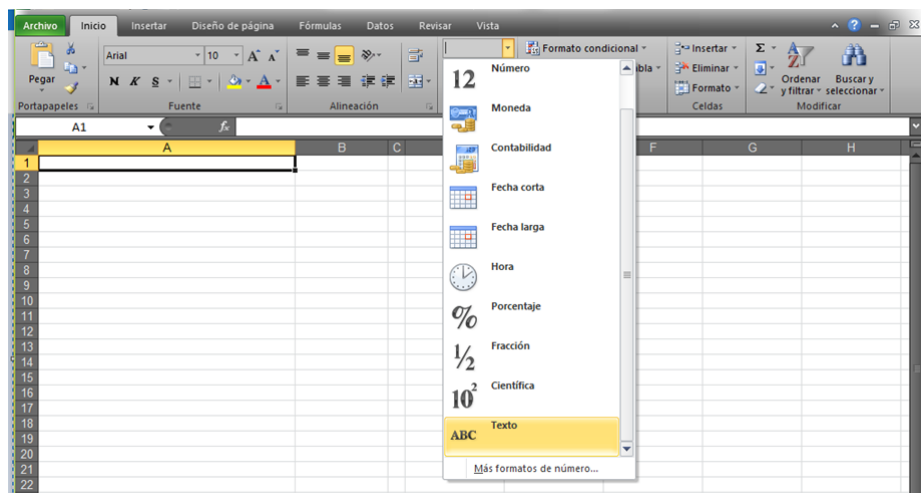 Archivo Inicio Insertar Diseño de página Fórmulas Datos Revisar Vista
Arial 10 Formato condicional Insertar Σ
Pegar N K S A Eliminar Ordenar y filtrar Buscar y seleccionar
Formato
Portapapeles Fuente Alineación Celdas Modificar
A1 fx
A B C F G H
1
2
3
4
5
6
7
8
9
10
11
12
13
14
15
16
17
18
19
20
21
22
12 Número
Moneda
Contabilidad
Fecha corta
Fecha larga
Hora
% Porcentaje
1/2 Fracción
10² Científica
ABC Texto
Más formatos de número...